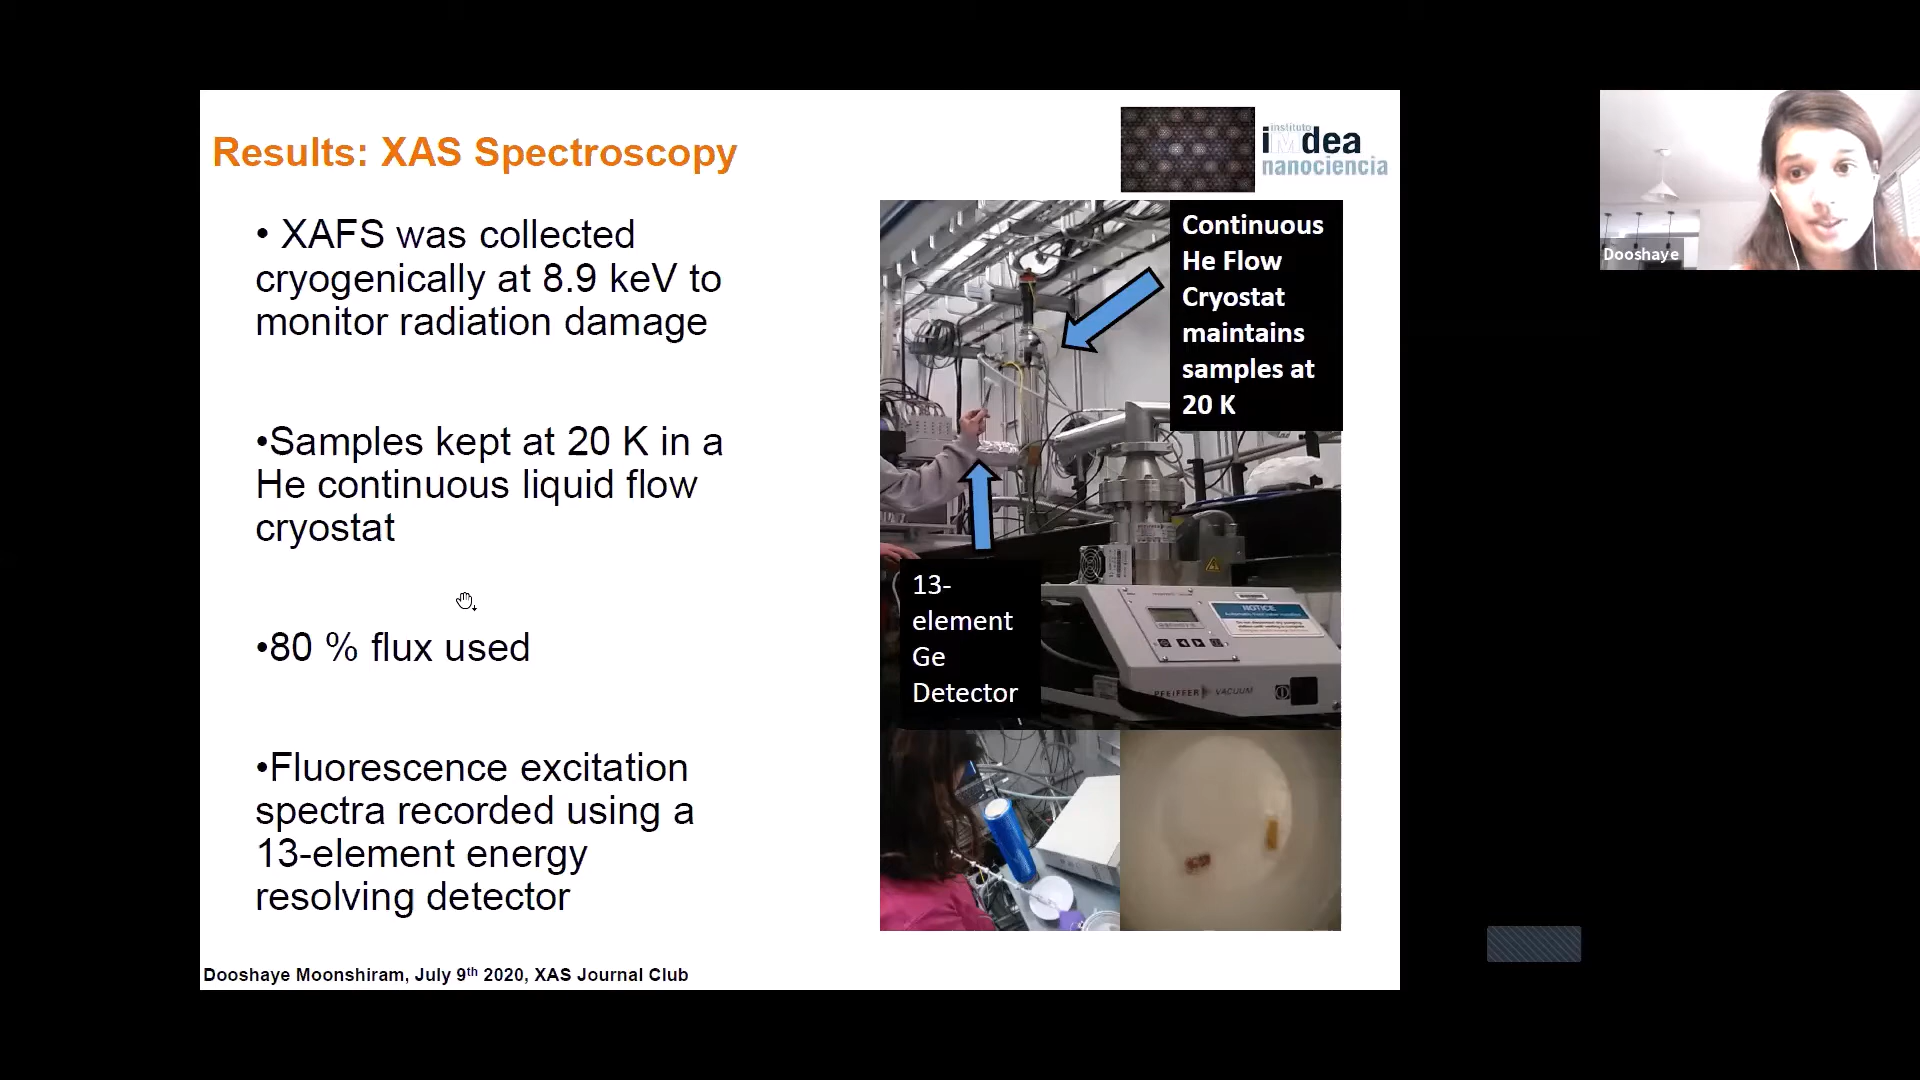 Results: XAS Spectroscopy
instituto
iMdea
nanociencia
• XAFS was collected
cryogenically at 8.9 keV to
monitor radiation damage
•Samples kept at 20 K in a
He continuous liquid flow
cryostat
•80 % flux used
•Fluorescence excitation
spectra recorded using a
13-element energy
resolving detector
Continuous
He Flow
Cryostat
maintains
samples at
20 K
13-
element
Ge
Detector
NOTICE
PFEIFFER VACUUM
Dooshaye Moonshiram, July 9th 2020, XAS Journal Club
Dooshaye